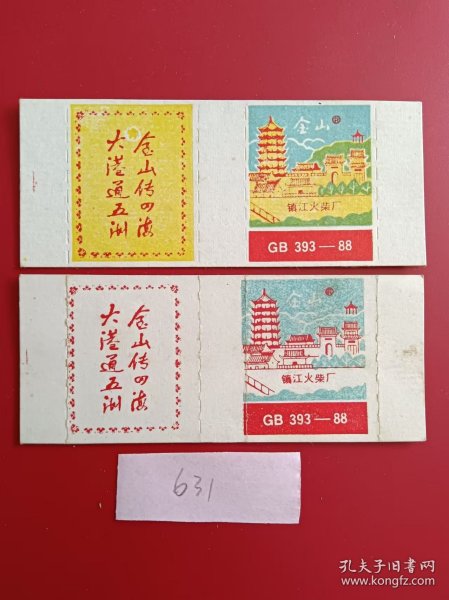 金山传四海
大港通五洲
金山®
镇江火柴厂
GB 393—88
金山传四海
大港通五洲
金山®
镇江火柴厂
GB 393—88
631
孔夫子旧书网
www.kongfz.com